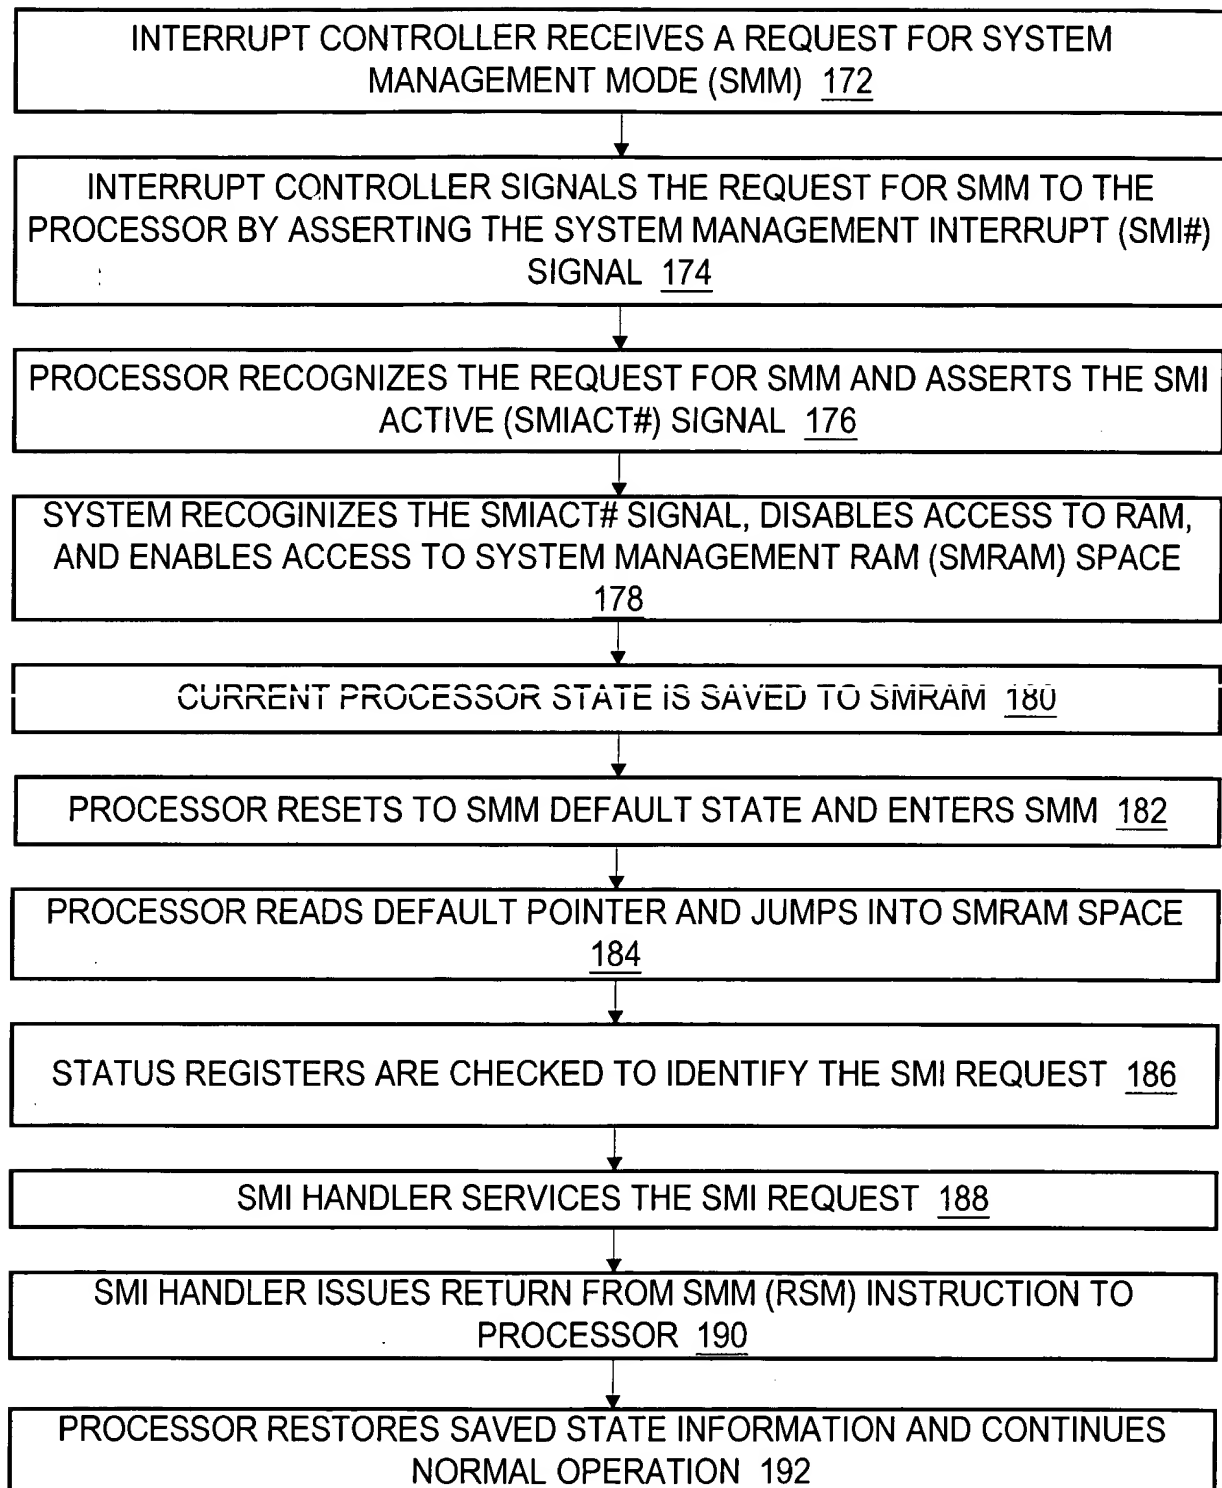 INTERRUPT CONTROLLER RECEIVES A REQUEST FOR SYSTEM
MANAGEMENT MODE (SMM) 172
INTERRUPT CONTROLLER SIGNALS THE REQUEST FOR SMM TO THE
PROCESSOR BY ASSERTING THE SYSTEM MANAGEMENT INTERRUPT (SMI#)
SIGNAL 174
PROCESSOR RECOGNIZES THE REQUEST FOR SMM AND ASSERTS THE SMI
ACTIVE (SMIACT#) SIGNAL 176
SYSTEM RECOGINIZES THE SMIACT# SIGNAL, DISABLES ACCESS TO RAM,
AND ENABLES ACCESS TO SYSTEM MANAGEMENT RAM (SMRAM) SPACE
178
CURRENT PROCESSOR STATE IS SAVED TO SMRAM 180
PROCESSOR RESETS TO SMM DEFAULT STATE AND ENTERS SMM 182
PROCESSOR READS DEFAULT POINTER AND JUMPS INTO SMRAM SPACE
184
STATUS REGISTERS ARE CHECKED TO IDENTIFY THE SMI REQUEST 186
SMI HANDLER SERVICES THE SMI REQUEST 188
SMI HANDLER ISSUES RETURN FROM SMM (RSM) INSTRUCTION TO
PROCESSOR 190
PROCESSOR RESTORES SAVED STATE INFORMATION AND CONTINUES
NORMAL OPERATION 192